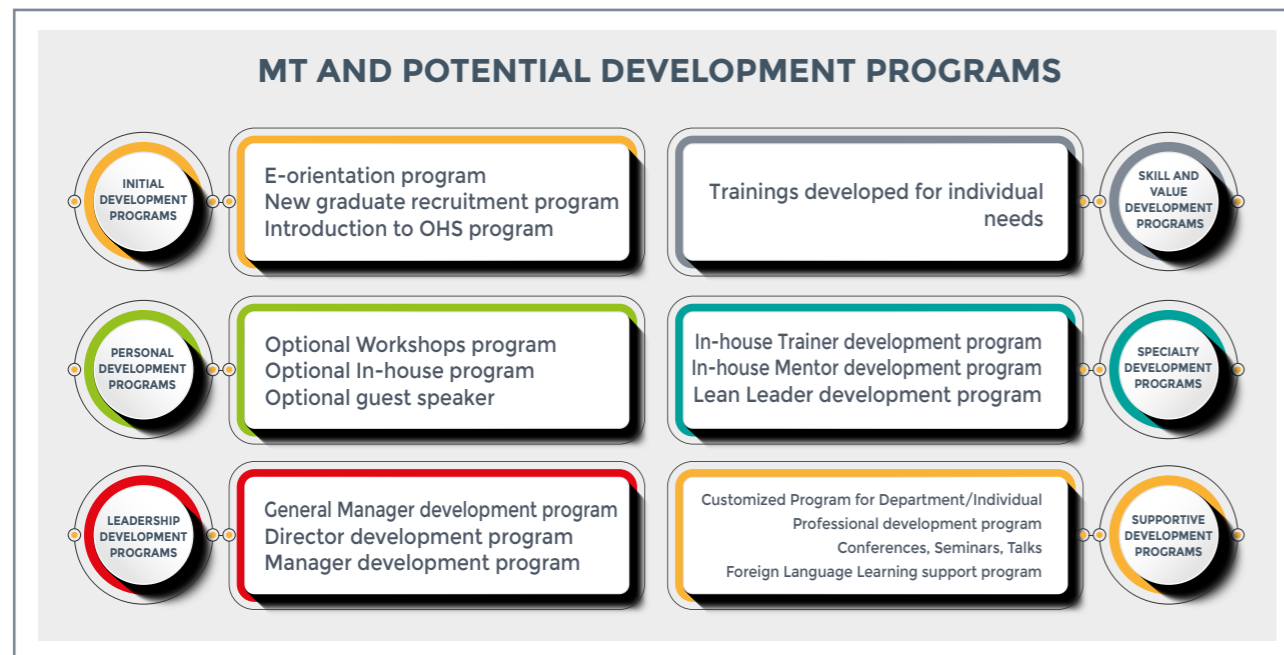 MT AND POTENTIAL DEVELOPMENT PROGRAMS
INITIAL
DEVELOPMENT
PROGRAMS
E-orientation program
New graduate recruitment program
Introduction to OHS program
Trainings developed for individual
needs
SKILL AND
VALUE
DEVELOPMENT
PROGRAMS
PERSONAL
DEVELOPMENT
PROGRAMS
Optional Workshops program
Optional In-house program
Optional guest speaker
In-house Trainer development program
In-house Mentor development program
Lean Leader development program
SPECIALTY
DEVELOPMENT
PROGRAMS
LEADERSHIP
DEVELOPMENT
PROGRAMS
General Manager development program
Director development program
Manager development program
Customized Program for Department/Individual
Professional development program
Conferences, Seminars, Talks
Foreign Language Learning support program
SUPPORTIVE
DEVELOPMENT
PROGRAMS